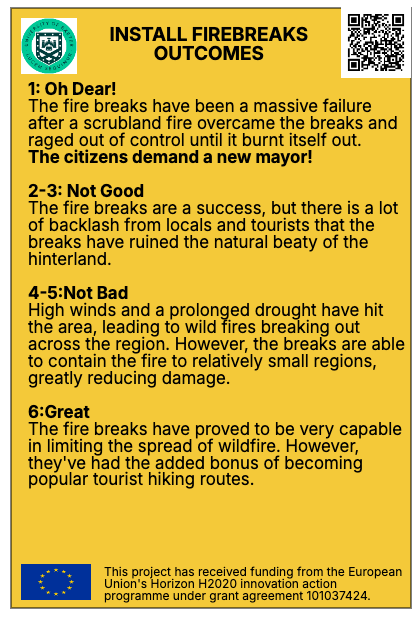 INSTALL FIREBREAKS
OUTCOMES
1: Oh Dear!
The fire breaks have been a massive failure
after a scrubland fire overcame the breaks and
raged out of control until it burnt itself out.
The citizens demand a new mayor!
2-3: Not Good
The fire breaks are a success, but there is a lot
of backlash from locals and tourists that the
breaks have ruined the natural beaty of the
hinterland.
4-5:Not Bad
High winds and a prolonged drought have hit
the area, leading to wild fires breaking out
across the region. However, the breaks are able
to contain the fire to relatively small regions,
greatly reducing damage.
6:Great
The fire breaks have proved to be very capable
in limiting the spread of wildfire. However,
they've had the added bonus of becoming
popular tourist hiking routes.
This project has received funding from the European
Union's Horizon H2020 innovation action
programme under grant agreement 101037424.